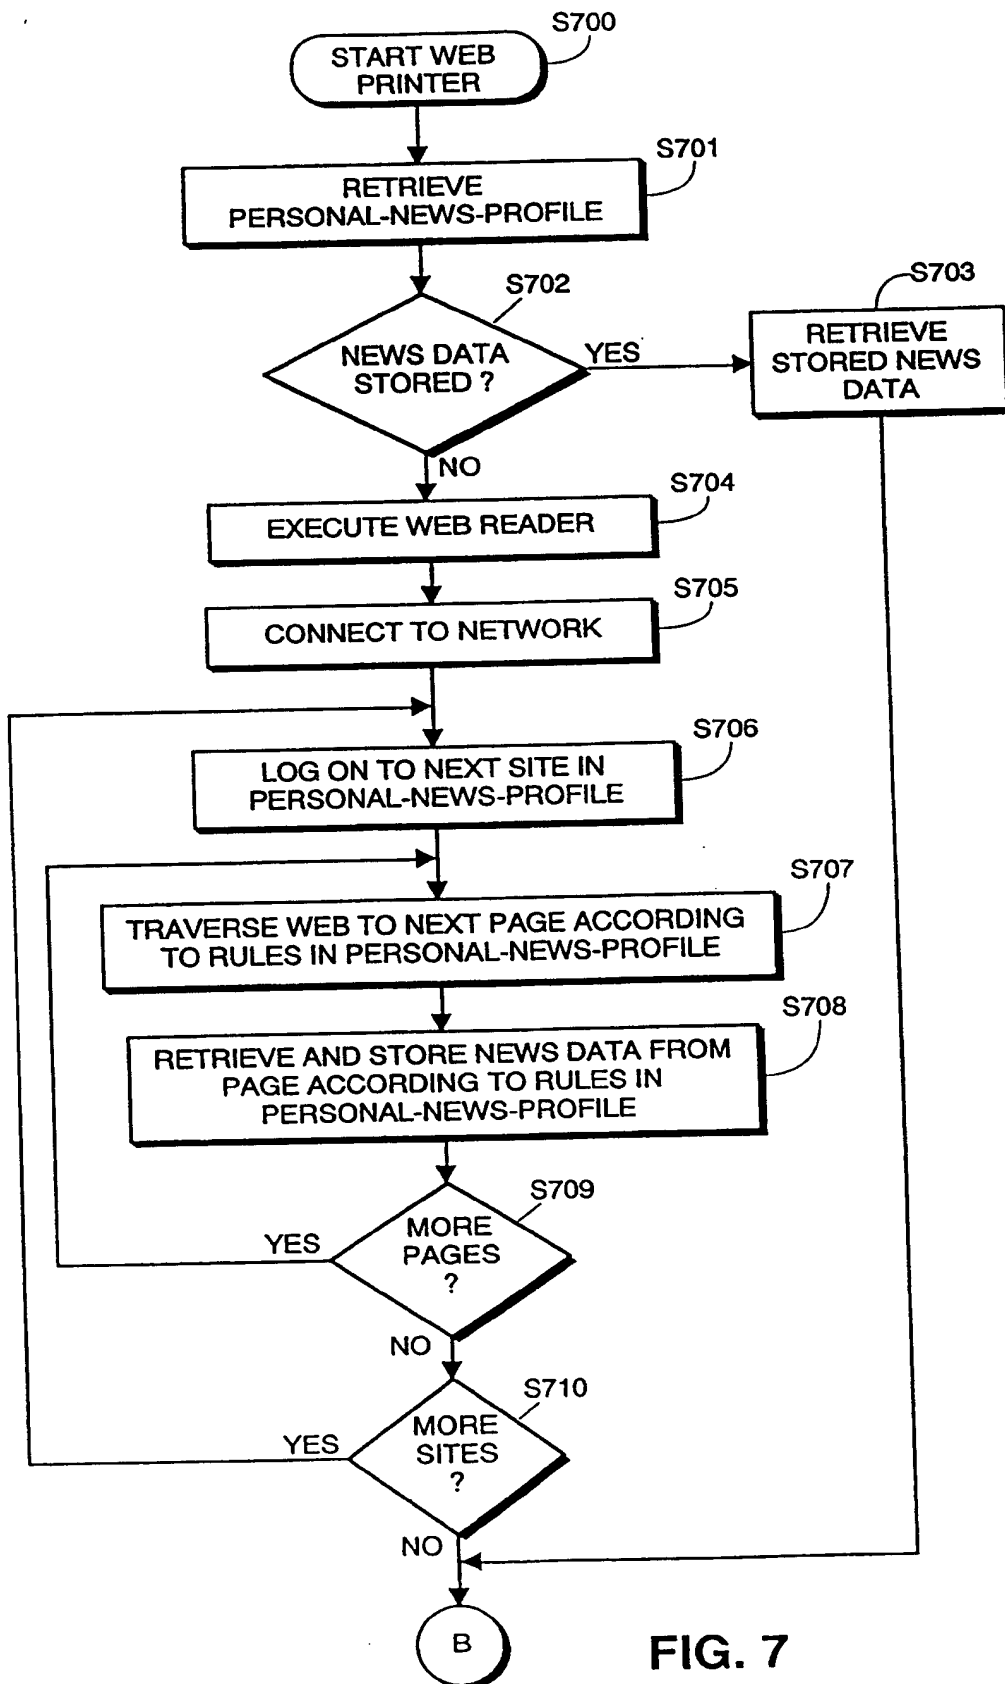 S700
START WEB
PRINTER
S701
RETRIEVE
PERSONAL-NEWS-PROFILE
S702
NEWS DATA
STORED ?
YES
S703
RETRIEVE
STORED NEWS
DATA
NO
S704
EXECUTE WEB READER
S705
CONNECT TO NETWORK
S706
LOG ON TO NEXT SITE IN
PERSONAL-NEWS-PROFILE
S707
TRAVERSE WEB TO NEXT PAGE ACCORDING
TO RULES IN PERSONAL-NEWS-PROFILE
S708
RETRIEVE AND STORE NEWS DATA FROM
PAGE ACCORDING TO RULES IN
PERSONAL-NEWS-PROFILE
S709
MORE
PAGES
?
YES
NO
S710
MORE
SITES
?
YES
NO
B
FIG. 7